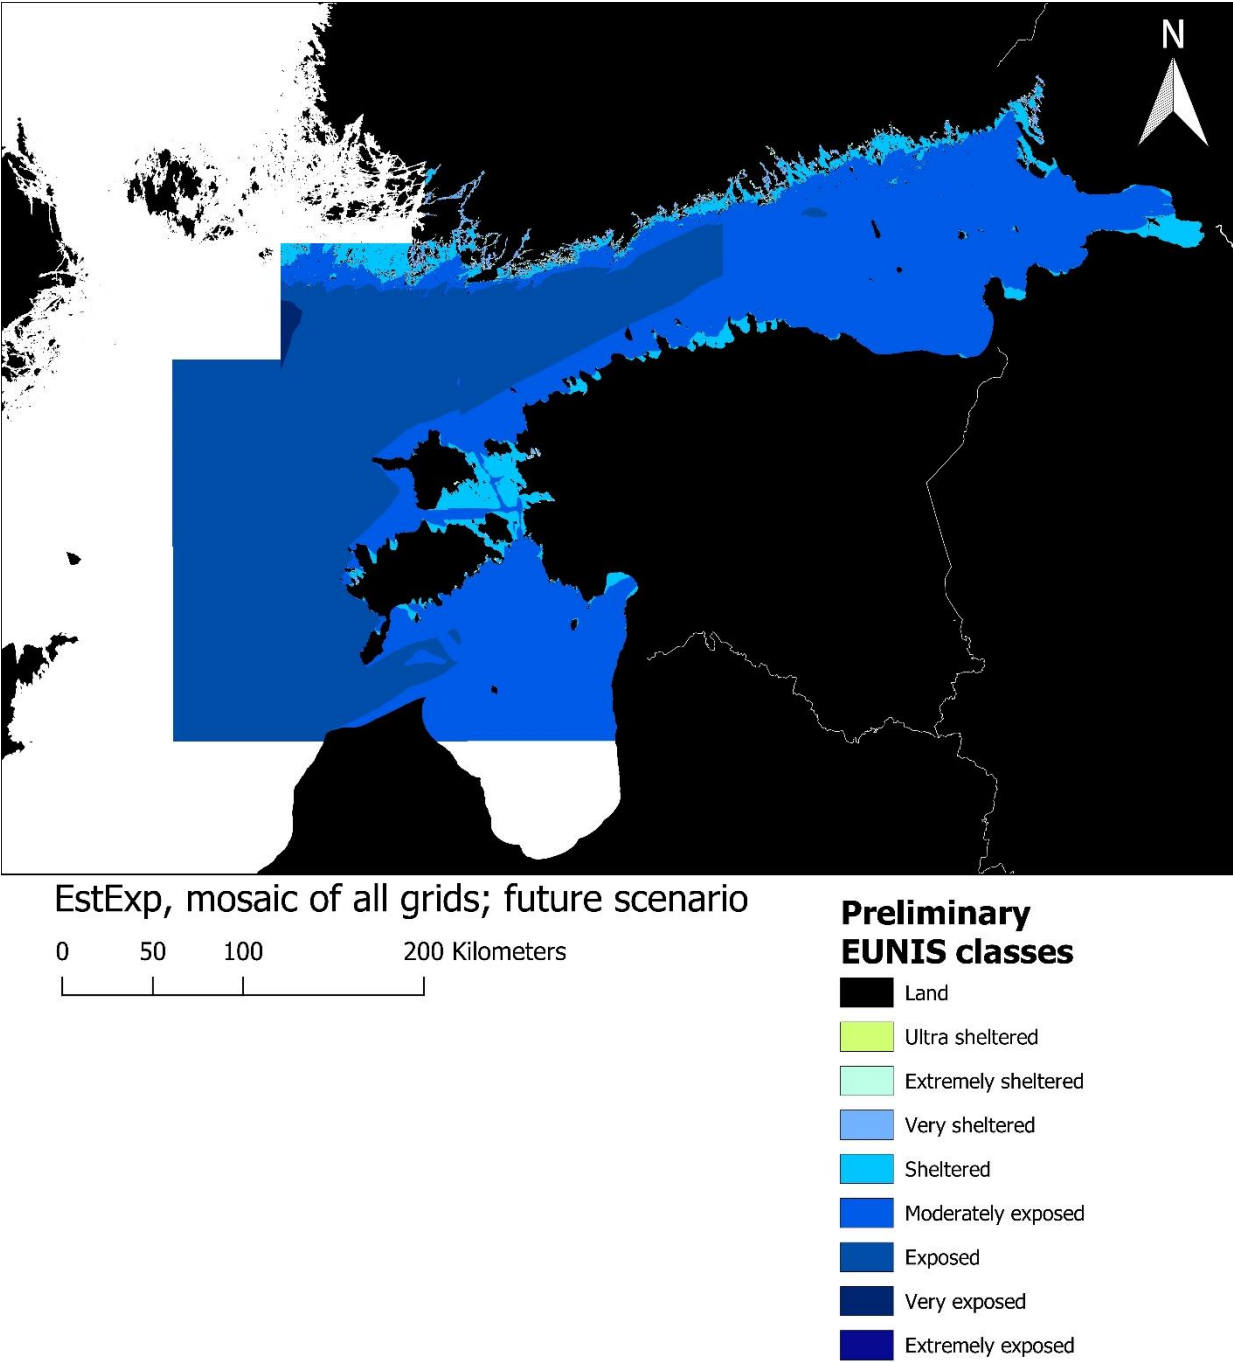 N
EstExp, mosaic of all grids; future scenario
0 50 100 200 Kilometers
Preliminary
EUNIS classes
Land
Ultra sheltered
Extremely sheltered
Very sheltered
Sheltered
Moderately exposed
Exposed
Very exposed
Extremely exposed